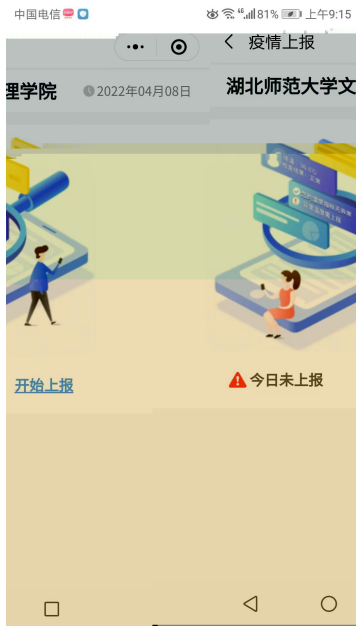 中国电信
81%
上午9:15
疫情上报
理学院
2022年04月08日
湖北师范大学文
开始上报
今日未上报